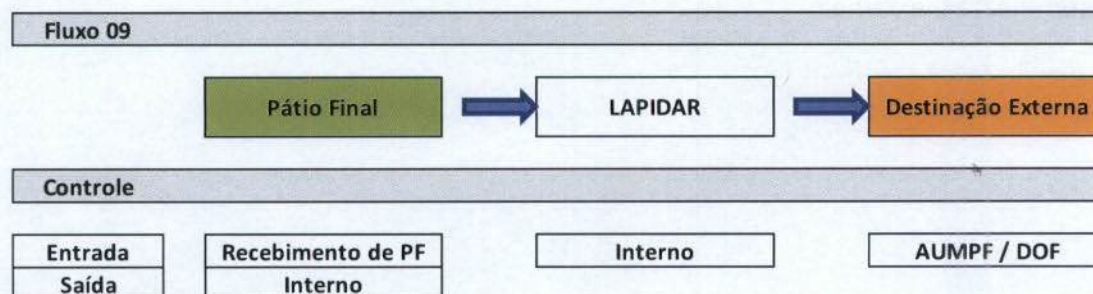 Fluxo 09
Pátio Final LAPIDAR Destinação Externa
Controle
Entrada Recebimento de PF Interno AUMPF / DOF
Saída Interno